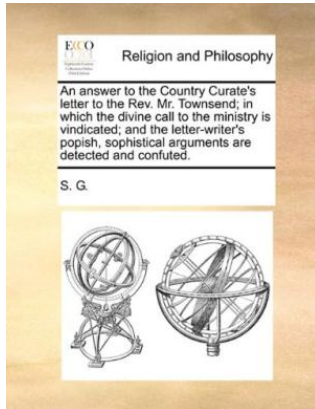 ECCO
Religion and Philosophy
An answer to the Country Curate's
letter to the Rev. Mr. Townsend; in
which the divine call to the ministry is
vindicated; and the letter-writer's
popish, sophistical arguments are
detected and confuted.
S. G.